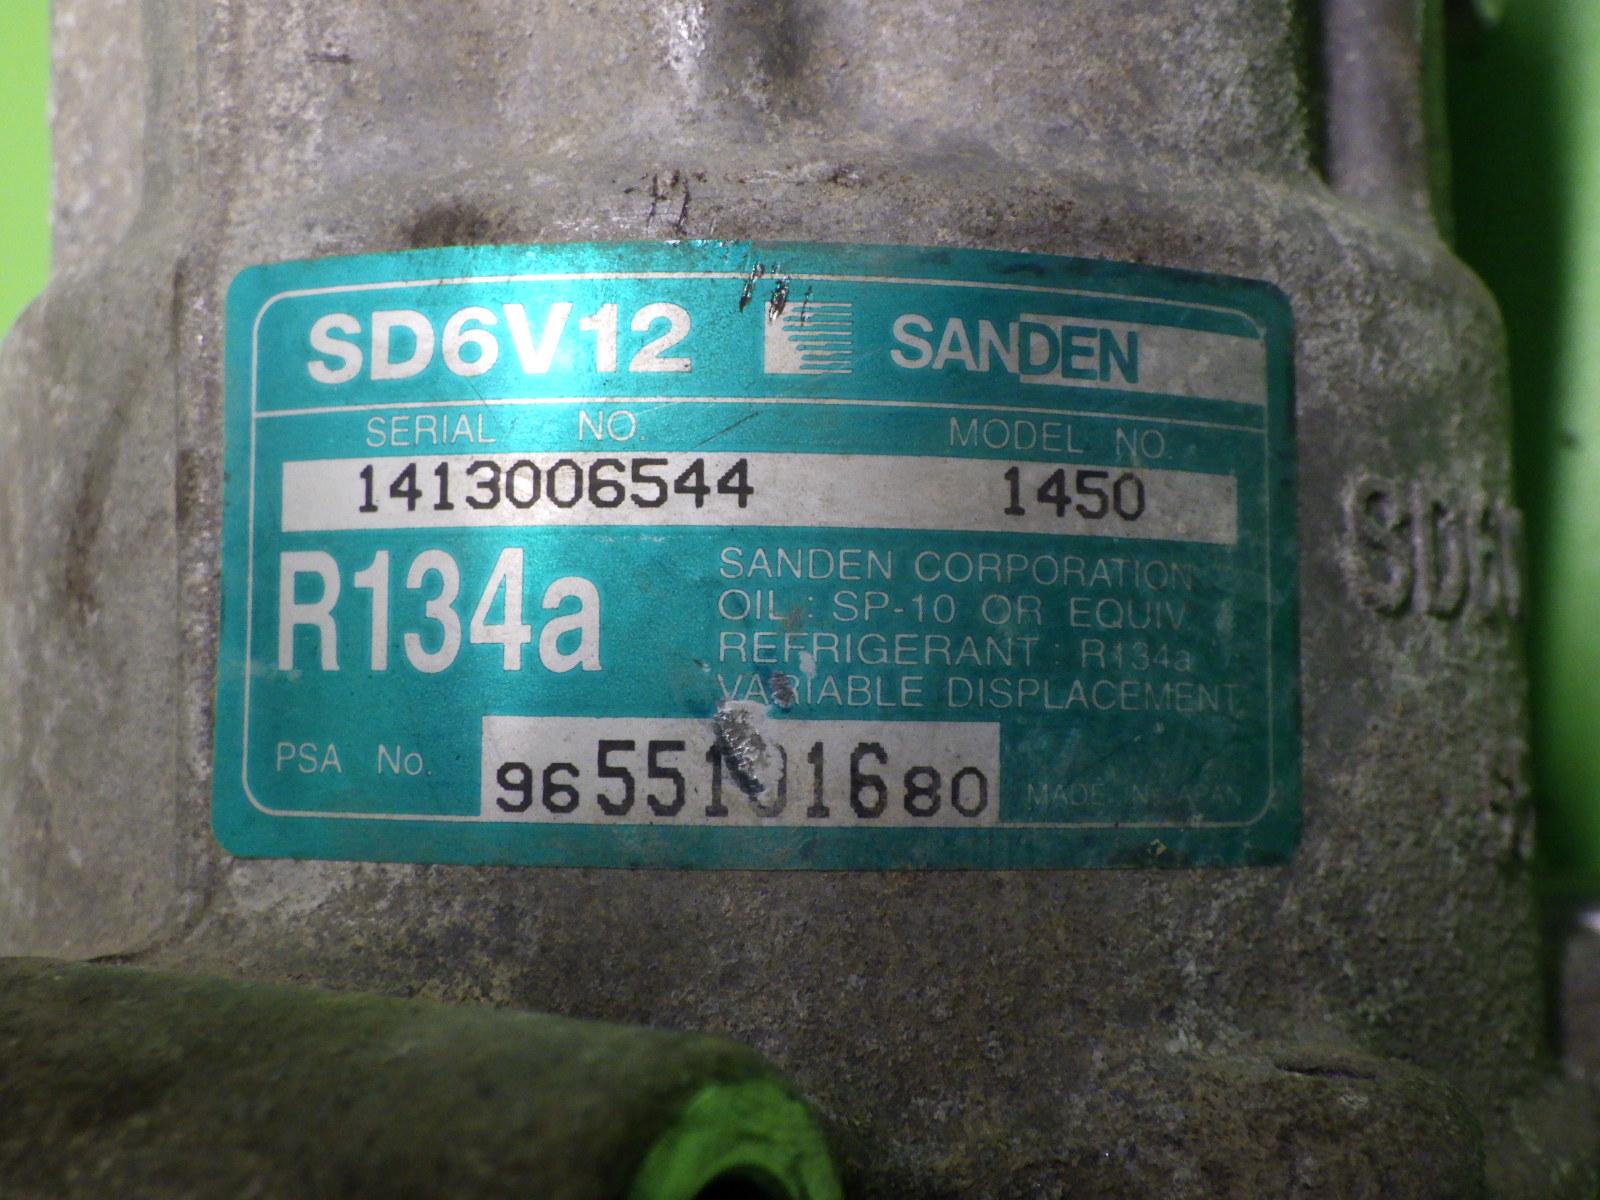 SD6V12 SANDEN
SERIAL NO. MODEL NO.
1413006544 1450
R134a
SANDEN CORPORATION
OIL : SP-10 OR EQUIV.
REFRIGERANT : R134a
VARIABLE DISPLACEMENT
PSA No. 9655101680
MADE IN JAPAN